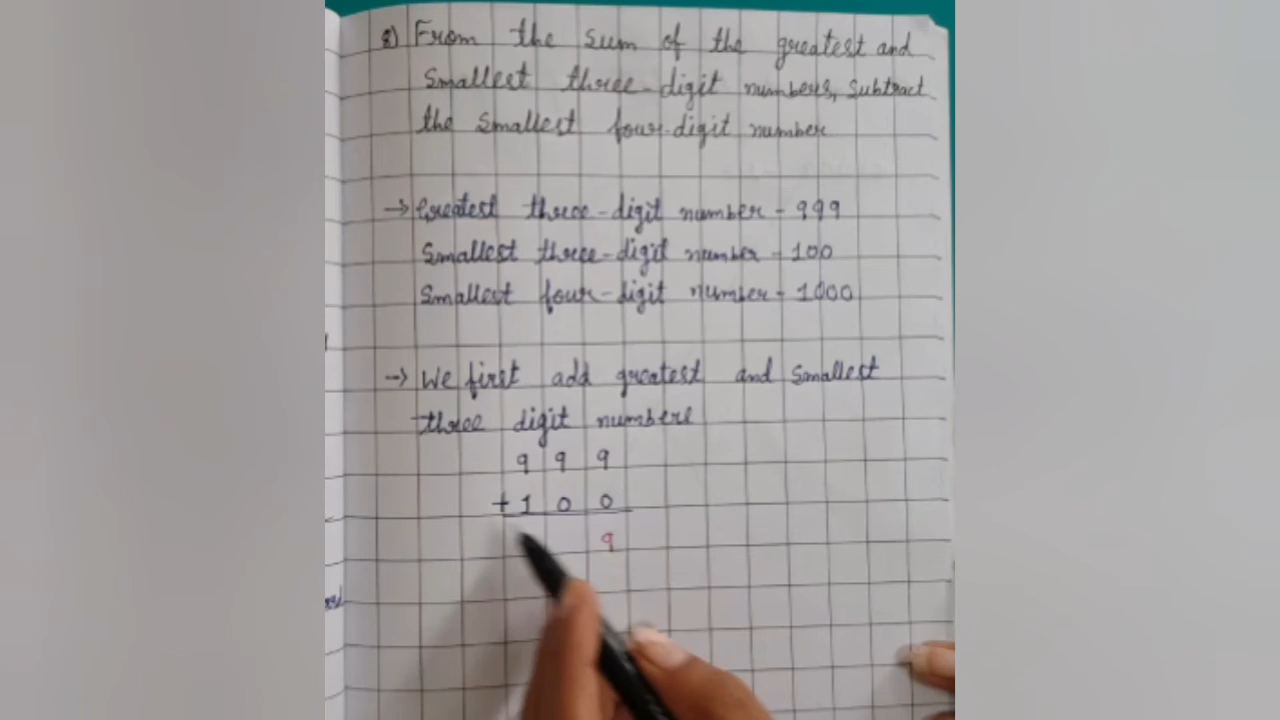 8) From the sum of the greatest and
smallest three-digit numbers, subtract
the smallest four-digit number
→ Greatest three-digit number - 999
Smallest three-digit number - 100
Smallest four-digit number - 1000
→ We first add greatest and smallest
three digit numbers
9 9 9
+ 1 0 0
9